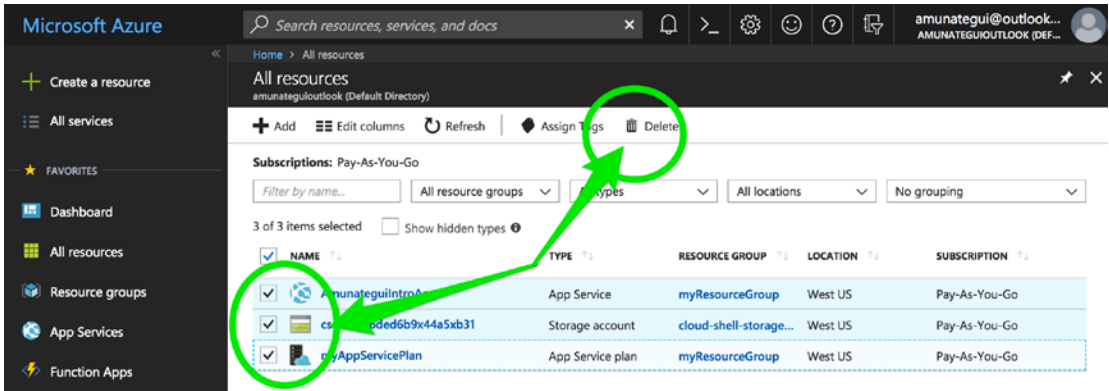 Microsoft Azure
Search resources, services, and docs
amunategui@outlook...
AMUNATEGUIOUTLOOK (DEF...
Home > All resources
All resources
amunateguioutlook (Default Directory)
Create a resource
All services
FAVORITES
Dashboard
All resources
Resource groups
App Services
Function Apps
Add Edit columns Refresh Assign Tags Delete
Subscriptions: Pay-As-You-Go
Filter by name... All resource groups All types All locations No grouping
3 of 3 items selected Show hidden types
NAME TYPE RESOURCE GROUP LOCATION SUBSCRIPTION
App Service myResourceGroup West US Pay-As-You-Go
Storage account cloud-shell-storage... West US Pay-As-You-Go
myAppServicePlan App Service plan myResourceGroup West US Pay-As-You-Go